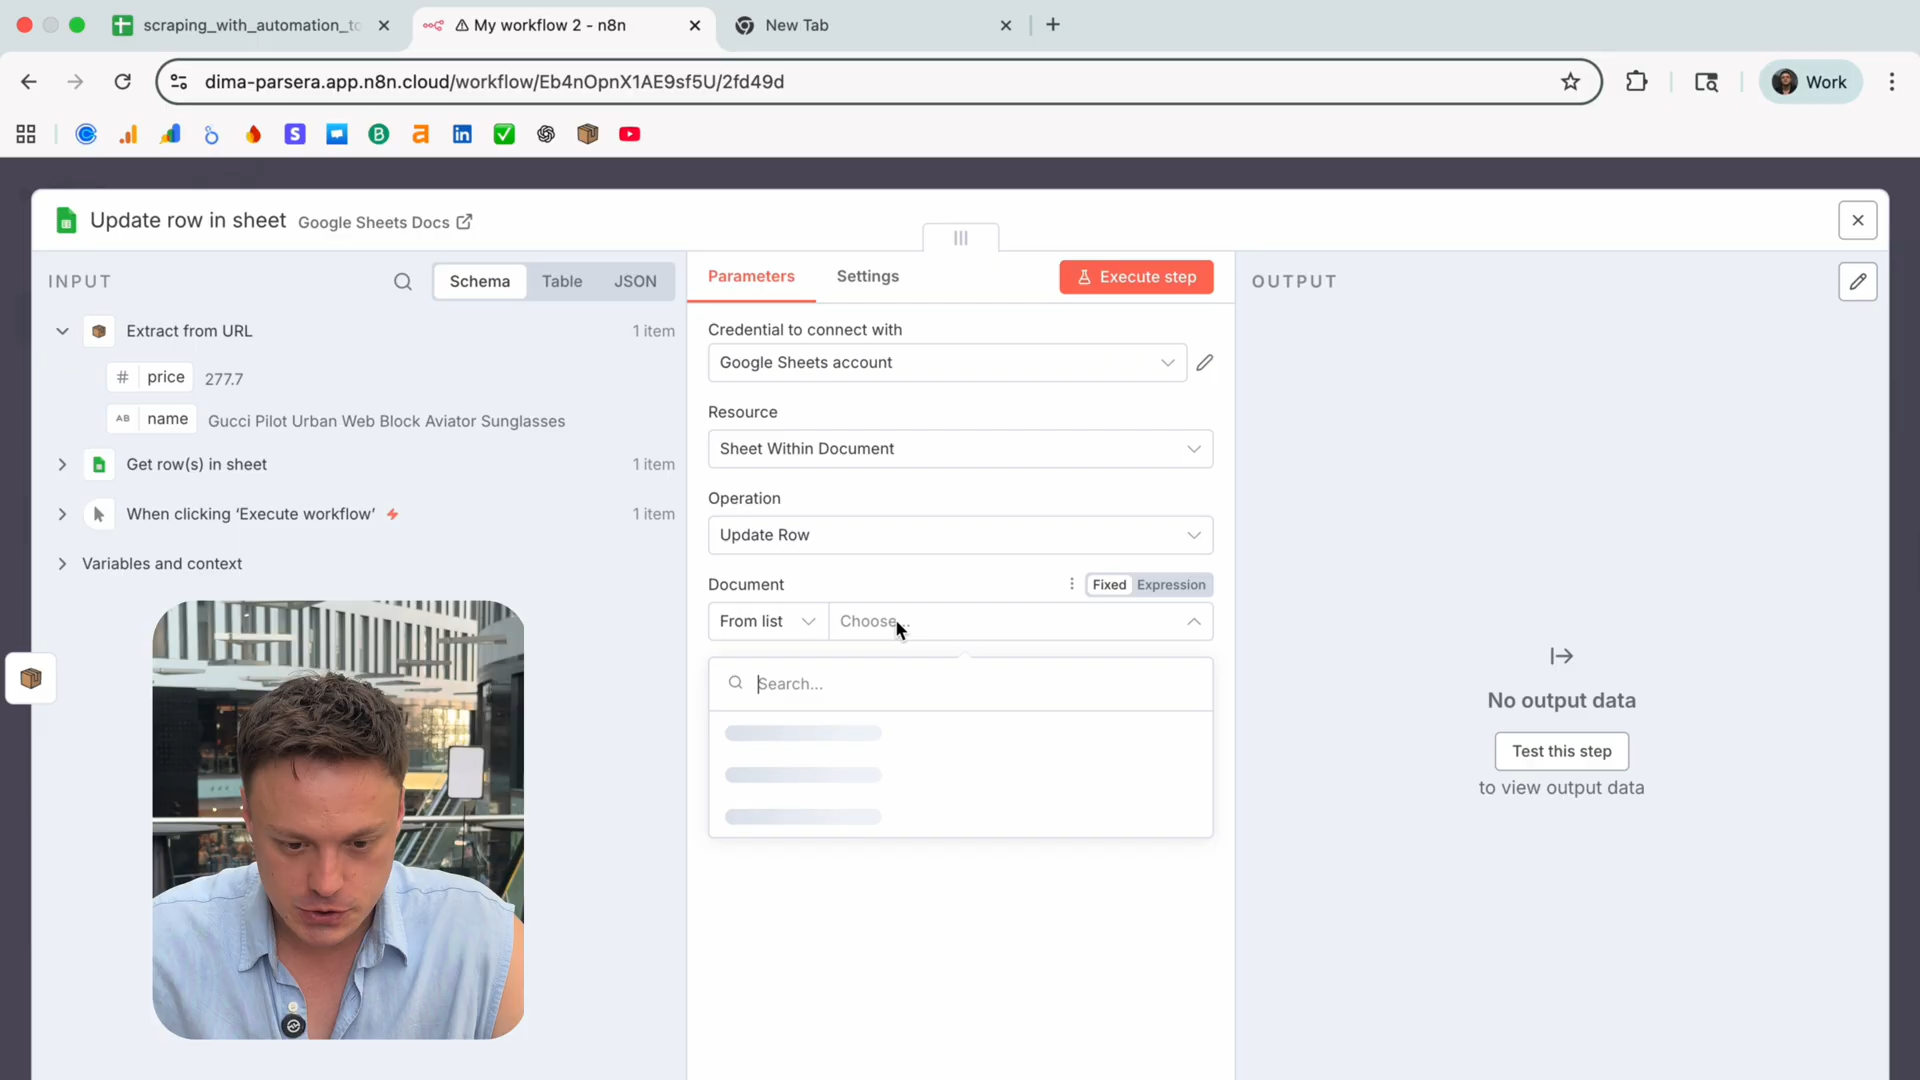 scraping_with_automation_to
My workflow 2 - n8n
New Tab
dima-parsera.app.n8n.cloud/workflow/Eb4nOpnX1AE9sf5U/2fd49d
Work
Update row in sheet
Google Sheets Docs
INPUT
Schema
Table
JSON
Parameters
Settings
Execute step
OUTPUT
Extract from URL
1 item
# price
277.7
AB name
Gucci Pilot Urban Web Block Aviator Sunglasses
Get row(s) in sheet
1 item
When clicking ‘Execute workflow’
1 item
Variables and context
Credential to connect with
Google Sheets account
Resource
Sheet Within Document
Operation
Update Row
Document
Fixed
Expression
From list
Choose...
Search...
No output data
Test this step
to view output data